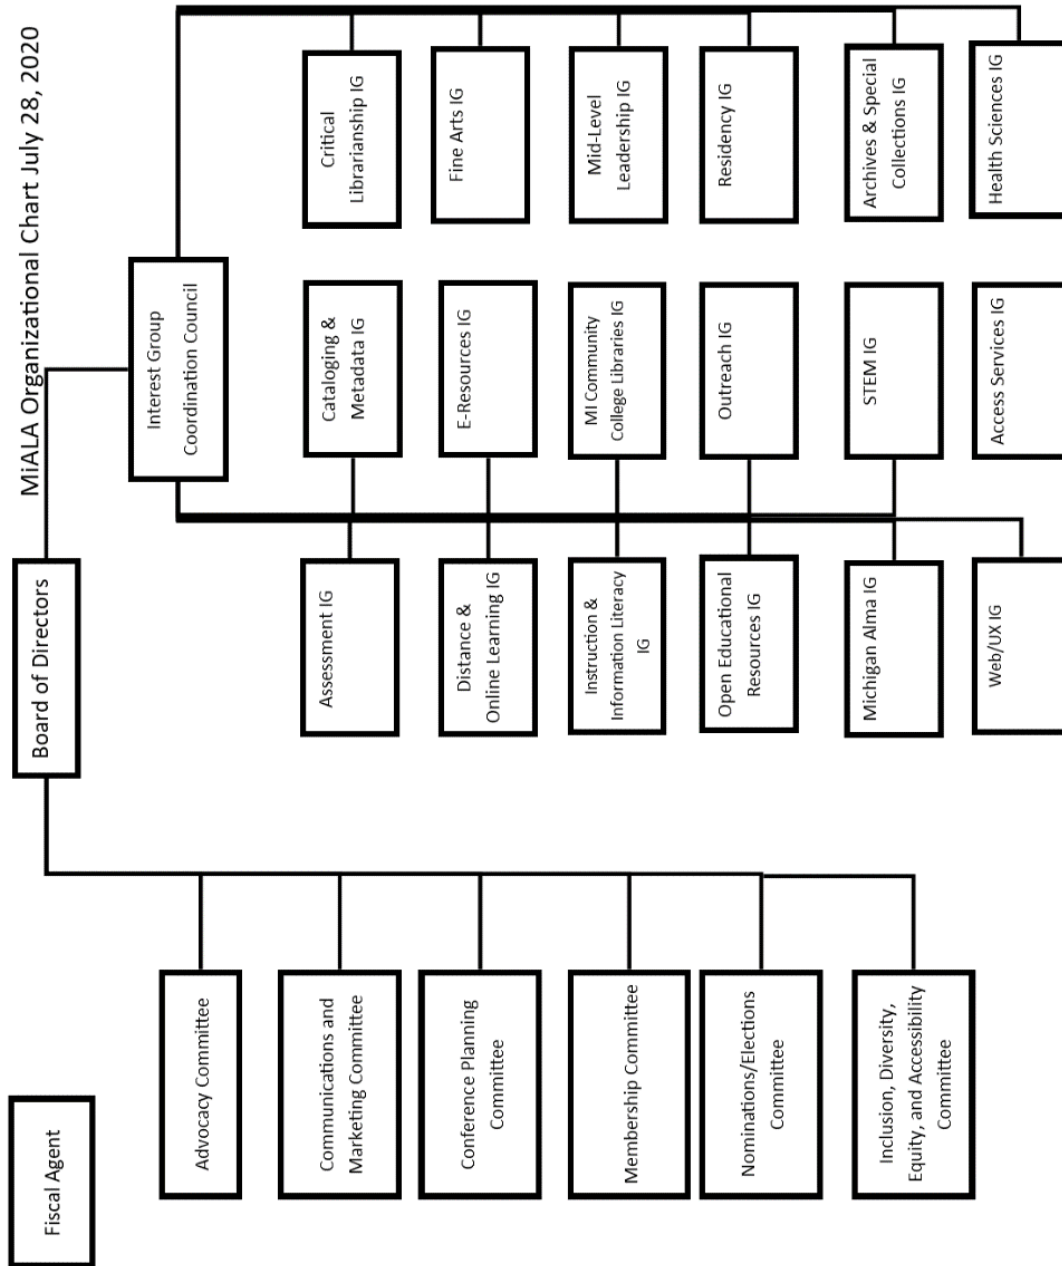 MiALA Organizational Chart July 28, 2020
Fiscal Agent
Board of Directors
Interest Group
Coordination Council
Advocacy Committee
Communications and
Marketing Committee
Conference Planning
Committee
Membership Committee
Nominations/Elections
Committee
Inclusion, Diversity,
Equity, and Accessibility
Committee
Assessment IG
Distance &
Online Learning IG
Instruction &
Information Literacy
IG
Open Educational
Resources IG
Michigan Alma IG
Web/UX IG
Cataloging &
Metadata IG
E-Resources IG
MI Community
College Libraries IG
Outreach IG
STEM IG
Access Services IG
Critical
Librarianship IG
Fine Arts IG
Mid-Level
Leadership IG
Residency IG
Archives & Special
Collections IG
Health Sciences IG